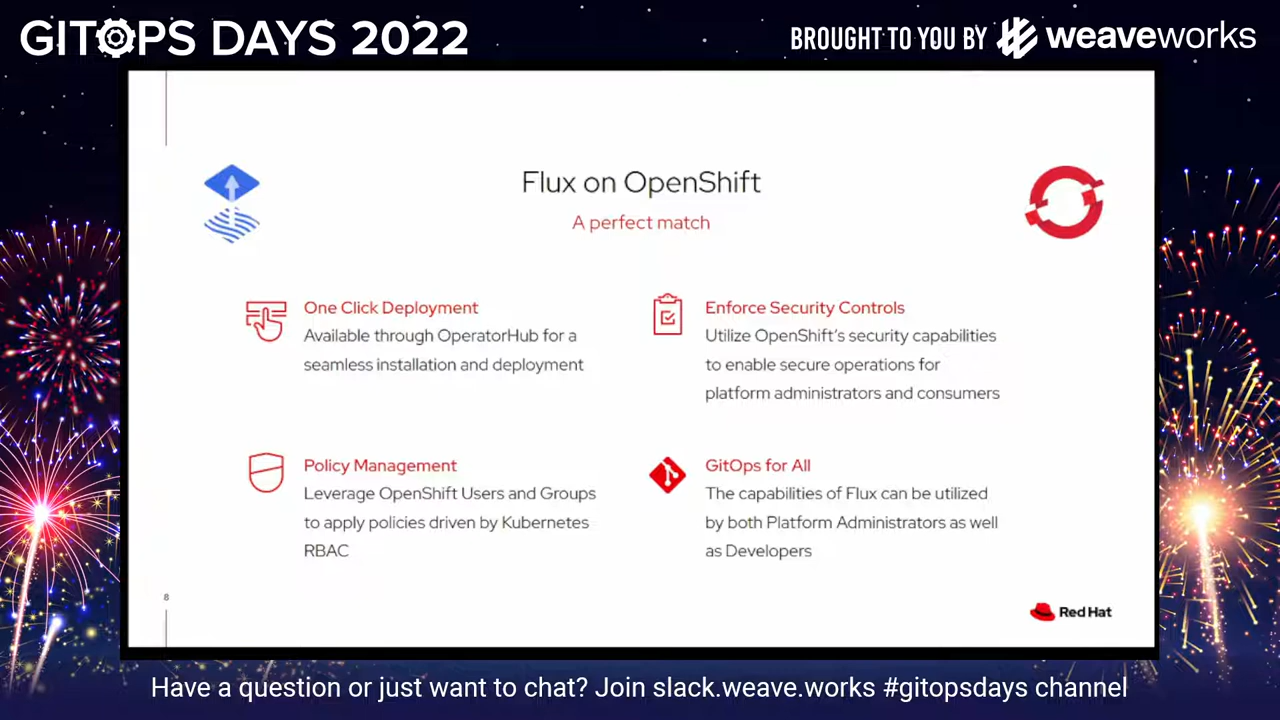 GITOPS DAYS 2022
BROUGHT TO YOU BY weaveworks
Flux on OpenShift
A perfect match
One Click Deployment
Available through OperatorHub for a
seamless installation and deployment
Enforce Security Controls
Utilize OpenShift's security capabilities
to enable secure operations for
platform administrators and consumers
Policy Management
Leverage OpenShift Users and Groups
to apply policies driven by Kubernetes
RBAC
GitOps for All
The capabilities of Flux can be utilized
by both Platform Administrators as well
as Developers
8
Red Hat
Have a question or just want to chat? Join slack.weave.works #gitopsdays channel